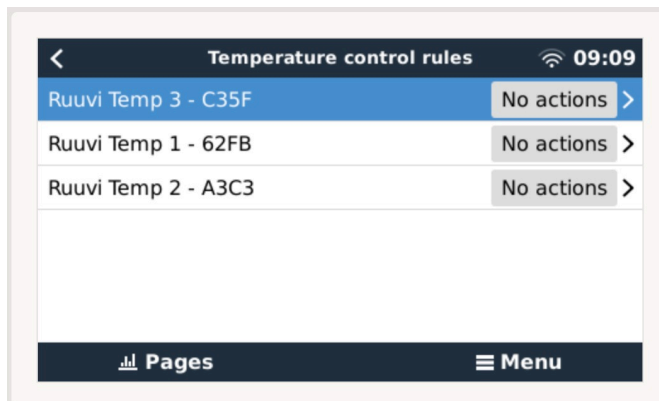 Temperature control rules 09:09
Ruuvi Temp 3 - C35F No actions
Ruuvi Temp 1 - 62FB No actions
Ruuvi Temp 2 - A3C3 No actions
Pages Menu